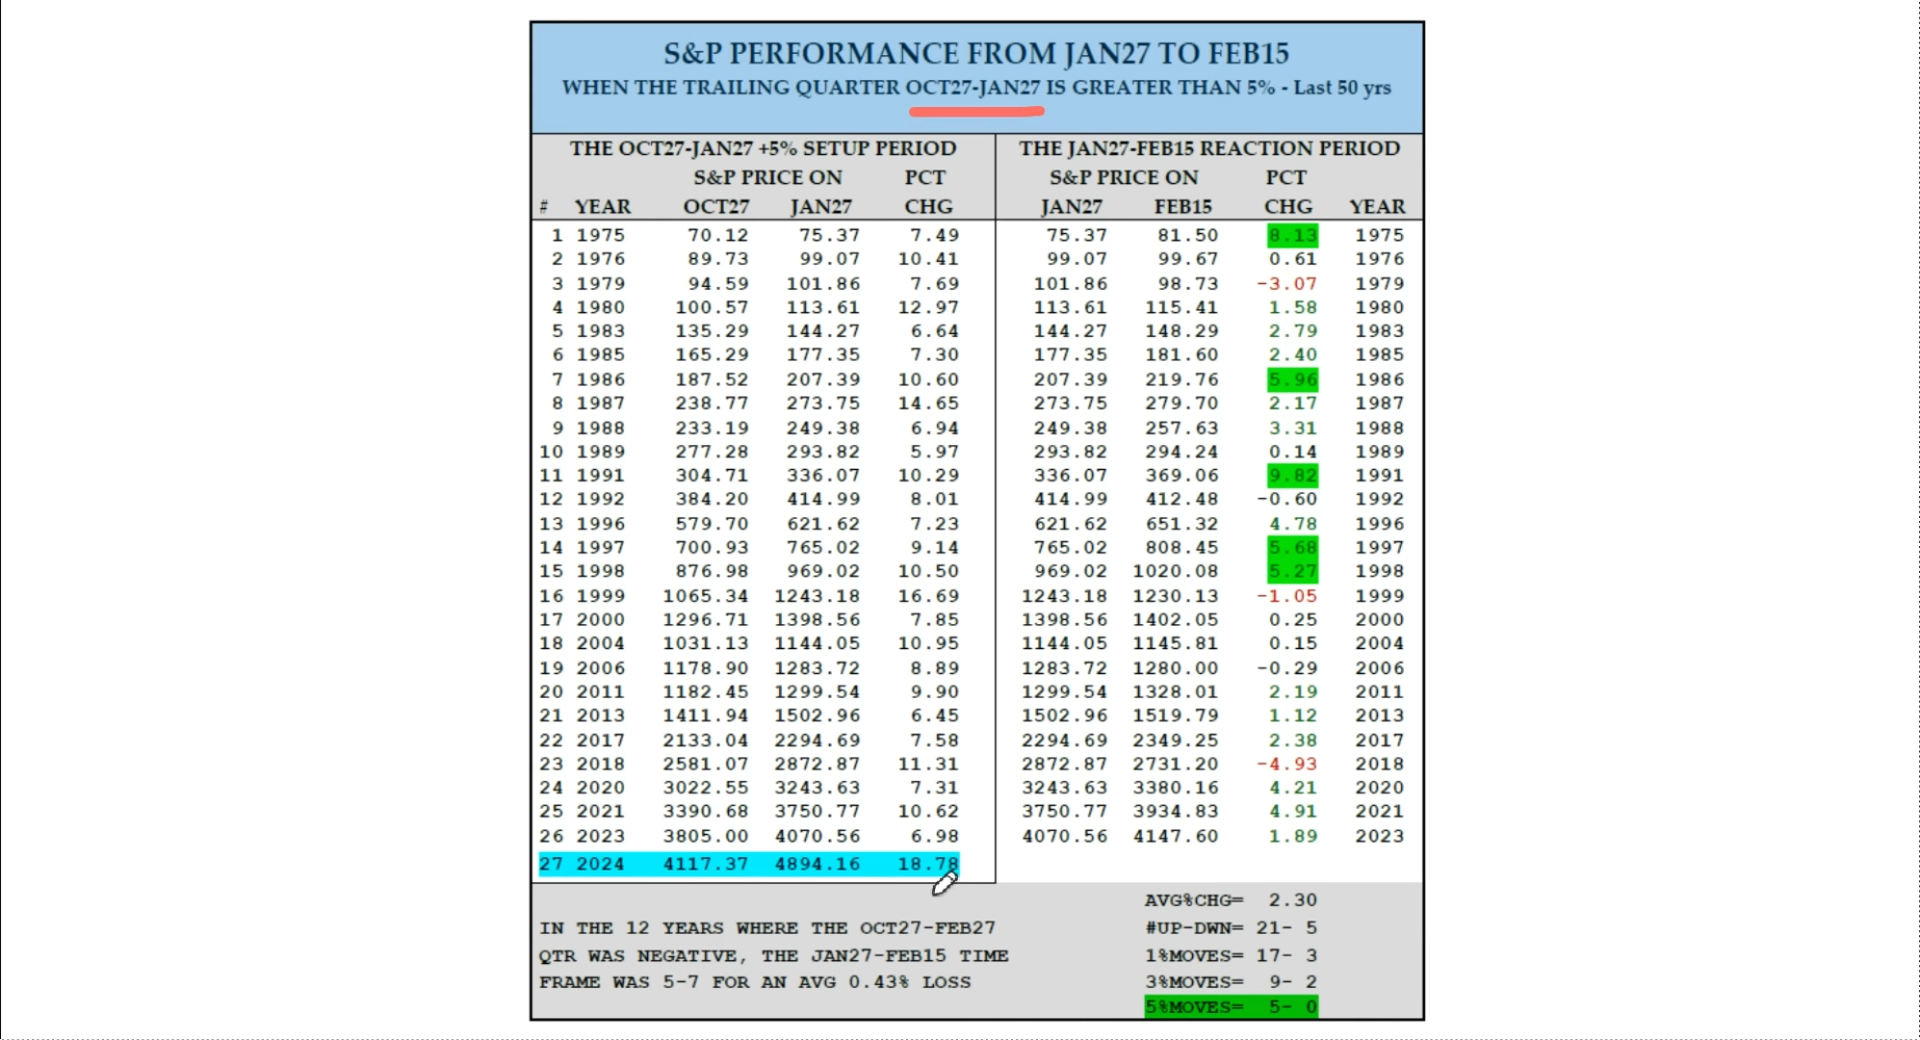 S&P PERFORMANCE FROM JAN27 TO FEB15
WHEN THE TRAILING QUARTER OCT27-JAN27 IS GREATER THAN 5% - Last 50 yrs
THE OCT27-JAN27 +5% SETUP PERIOD THE JAN27-FEB15 REACTION PERIOD
S&P PRICE ON PCT S&P PRICE ON PCT
# YEAR OCT27 JAN27 CHG JAN27 FEB15 CHG YEAR
1 1975 70.12 75.37 7.49 75.37 81.50 8.13 1975
2 1976 89.73 99.07 10.41 99.07 99.67 0.61 1976
3 1979 94.59 101.86 7.69 101.86 98.73 -3.07 1979
4 1980 100.57 113.61 12.97 113.61 115.41 1.58 1980
5 1983 135.29 144.27 6.64 144.27 148.29 2.79 1983
6 1985 165.29 177.35 7.30 177.35 181.60 2.40 1985
7 1986 187.52 207.39 10.60 207.39 219.76 5.96 1986
8 1987 238.77 273.75 14.65 273.75 279.70 2.17 1987
9 1988 233.19 249.38 6.94 249.38 257.63 3.31 1988
10 1989 277.28 293.82 5.97 293.82 294.24 0.14 1989
11 1991 304.71 336.07 10.29 336.07 369.06 9.82 1991
12 1992 384.20 414.99 8.01 414.99 412.48 -0.60 1992
13 1996 579.70 621.62 7.23 621.62 651.32 4.78 1996
14 1997 700.93 765.02 9.14 765.02 808.45 5.68 1997
15 1998 876.98 969.02 10.50 969.02 1020.08 5.27 1998
16 1999 1065.34 1243.18 16.69 1243.18 1230.13 -1.05 1999
17 2000 1296.71 1398.56 7.85 1398.56 1402.05 0.25 2000
18 2004 1031.13 1144.05 10.95 1144.05 1145.81 0.15 2004
19 2006 1178.90 1283.72 8.89 1283.72 1280.00 -0.29 2006
20 2011 1182.45 1299.54 9.90 1299.54 1328.01 2.19 2011
21 2013 1411.94 1502.96 6.45 1502.96 1519.79 1.12 2013
22 2017 2133.04 2294.69 7.58 2294.69 2349.25 2.38 2017
23 2018 2581.07 2872.87 11.31 2872.87 2731.20 -4.93 2018
24 2020 3022.55 3243.63 7.31 3243.63 3380.16 4.21 2020
25 2021 3390.68 3750.77 10.62 3750.77 3934.83 4.91 2021
26 2023 3805.00 4070.56 6.98 4070.56 4147.60 1.89 2023
27 2024 4117.37 4894.16 18.78
AVG%CHG= 2.30
IN THE 12 YEARS WHERE THE OCT27-FEB27 #UP-DWN= 21- 5
QTR WAS NEGATIVE, THE JAN27-FEB15 TIME 1%MOVES= 17- 3
FRAME WAS 5-7 FOR AN AVG 0.43% LOSS 3%MOVES= 9- 2
5%MOVES= 5- 0